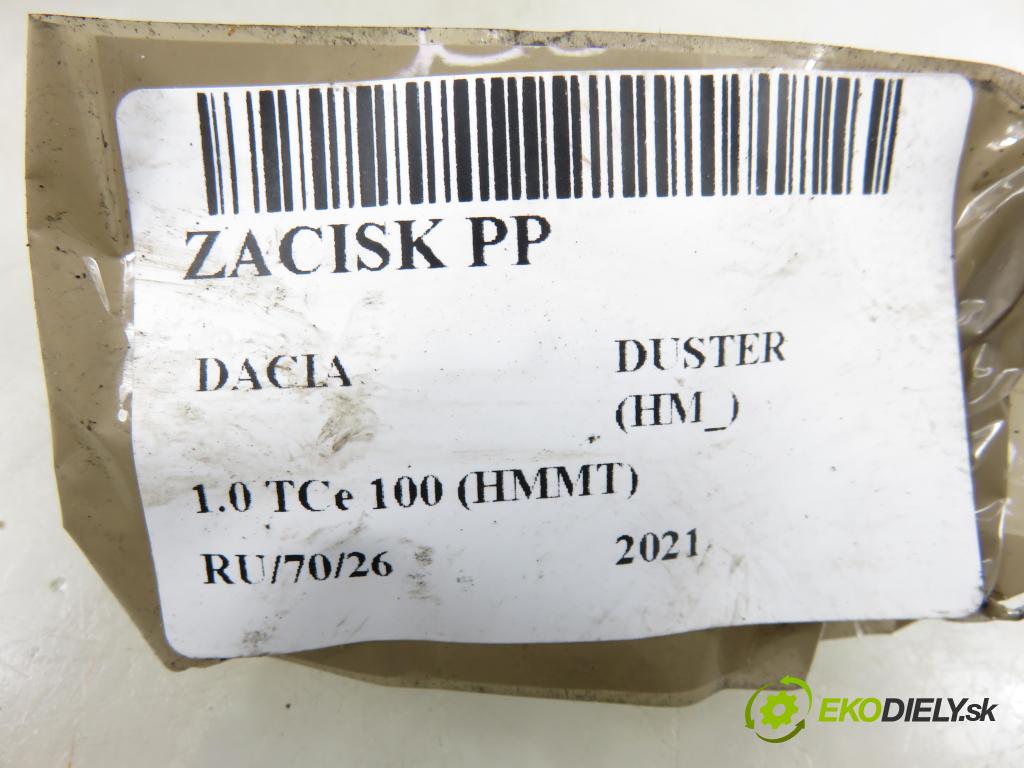 ZACISK PP
DACIA
DUSTER
(HM_)
1.0 TCe 100 (HMMT)
RU/70/26
2021
EKODIELY.sk